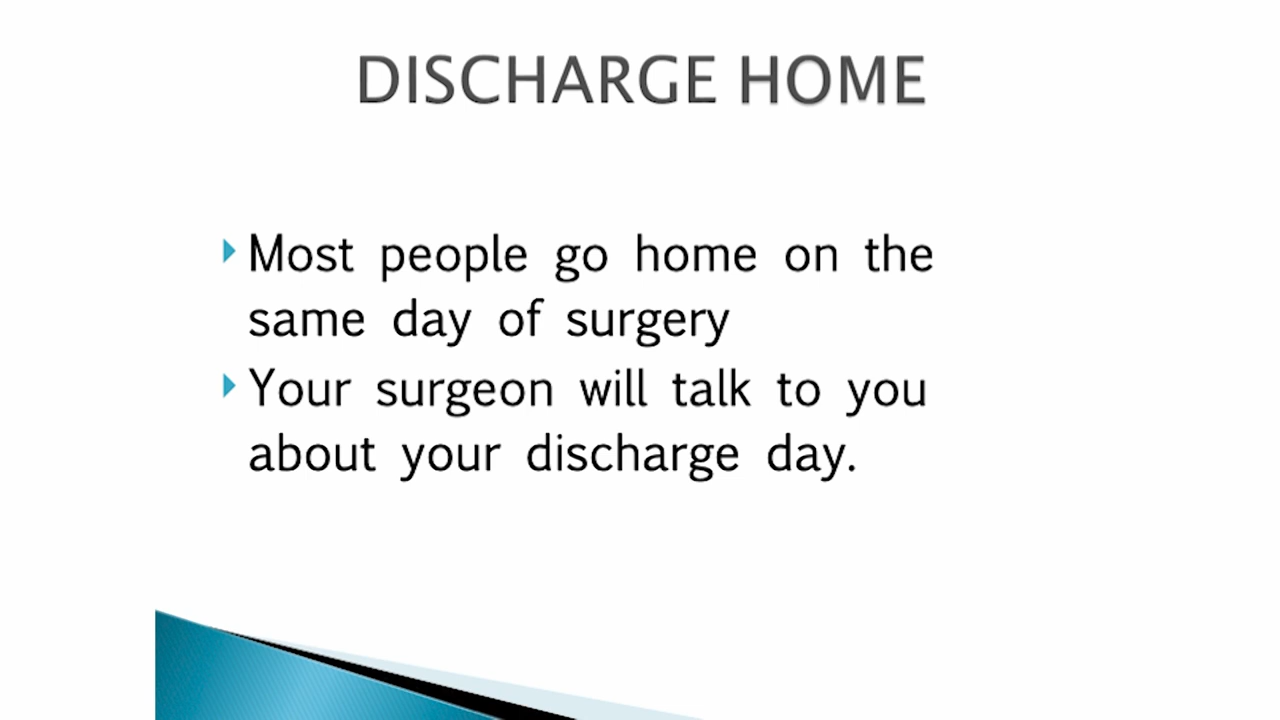 DISCHARGE HOME
Most people go home on the
same day of surgery
Your surgeon will talk to you
about your discharge day.